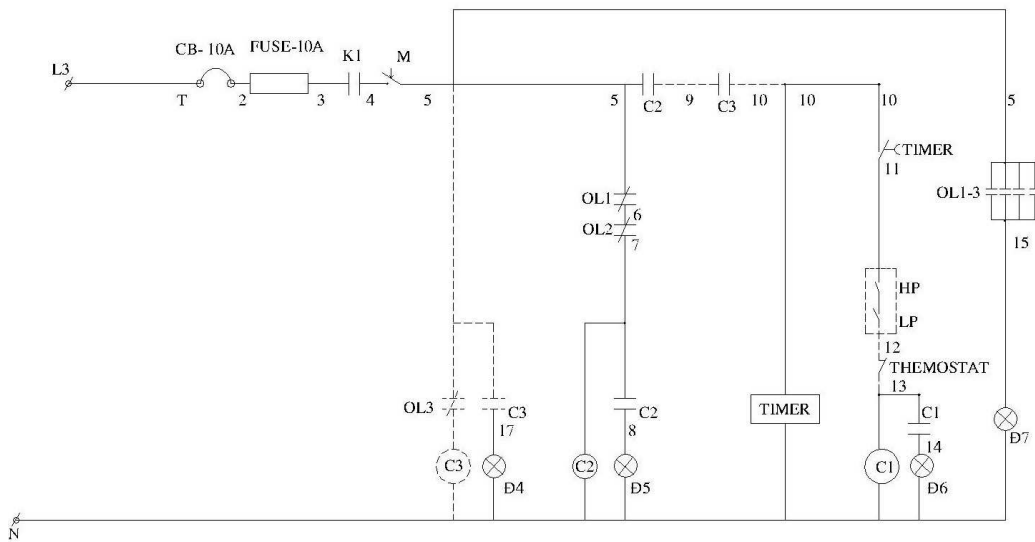 CB- 10A FUSE-10A K1 M
L3
T 2 3 4 5 5 C2 9 C3 10 10 10 5
TIMER
11
OL1
6
OL2
7
OL1-3
15
HP
LP
12
THEMOSTAT
13
OL3 C3 C2 TIMER C1
17 8 14
Đ7
C3 Đ4 C2 Đ5 C1 Đ6
N